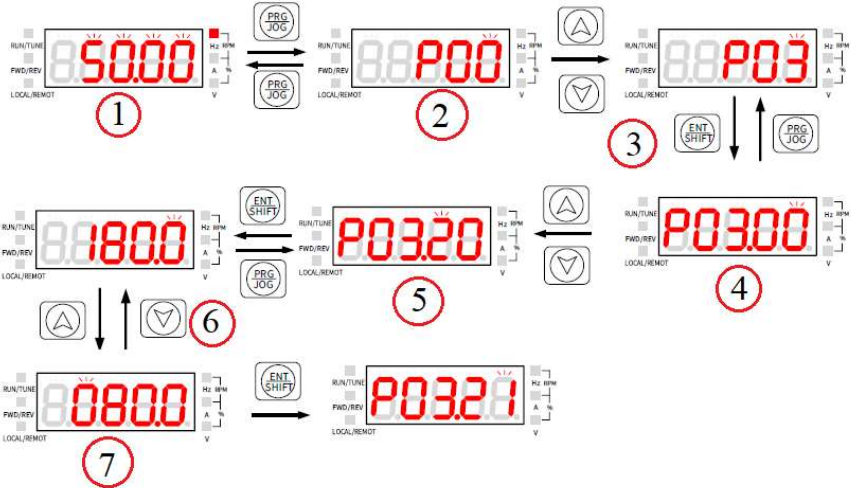 PRG
JOG
RUN/TUNE
50.00
Hz RPM
FWD/REV
A %
LOCAL/REMOT
V
PRG
JOG
1
RUN/TUNE
P00
Hz RPM
FWD/REV
A %
LOCAL/REMOT
V
2
RUN/TUNE
P03
Hz RPM
FWD/REV
A %
LOCAL/REMOT
V
3
ENT
SHIFT
PRG
JOG
RUN/TUNE
P03.00
Hz RPM
FWD/REV
A %
LOCAL/REMOT
V
4
RUN/TUNE
P03.20
Hz RPM
FWD/REV
A %
LOCAL/REMOT
V
5
ENT
SHIFT
PRG
JOG
RUN/TUNE
180.0
Hz RPM
FWD/REV
A %
LOCAL/REMOT
V
6
RUN/TUNE
080.0
Hz RPM
FWD/REV
A %
LOCAL/REMOT
V
7
ENT
SHIFT
RUN/TUNE
P03.21
Hz RPM
FWD/REV
A %
LOCAL/REMOT
V